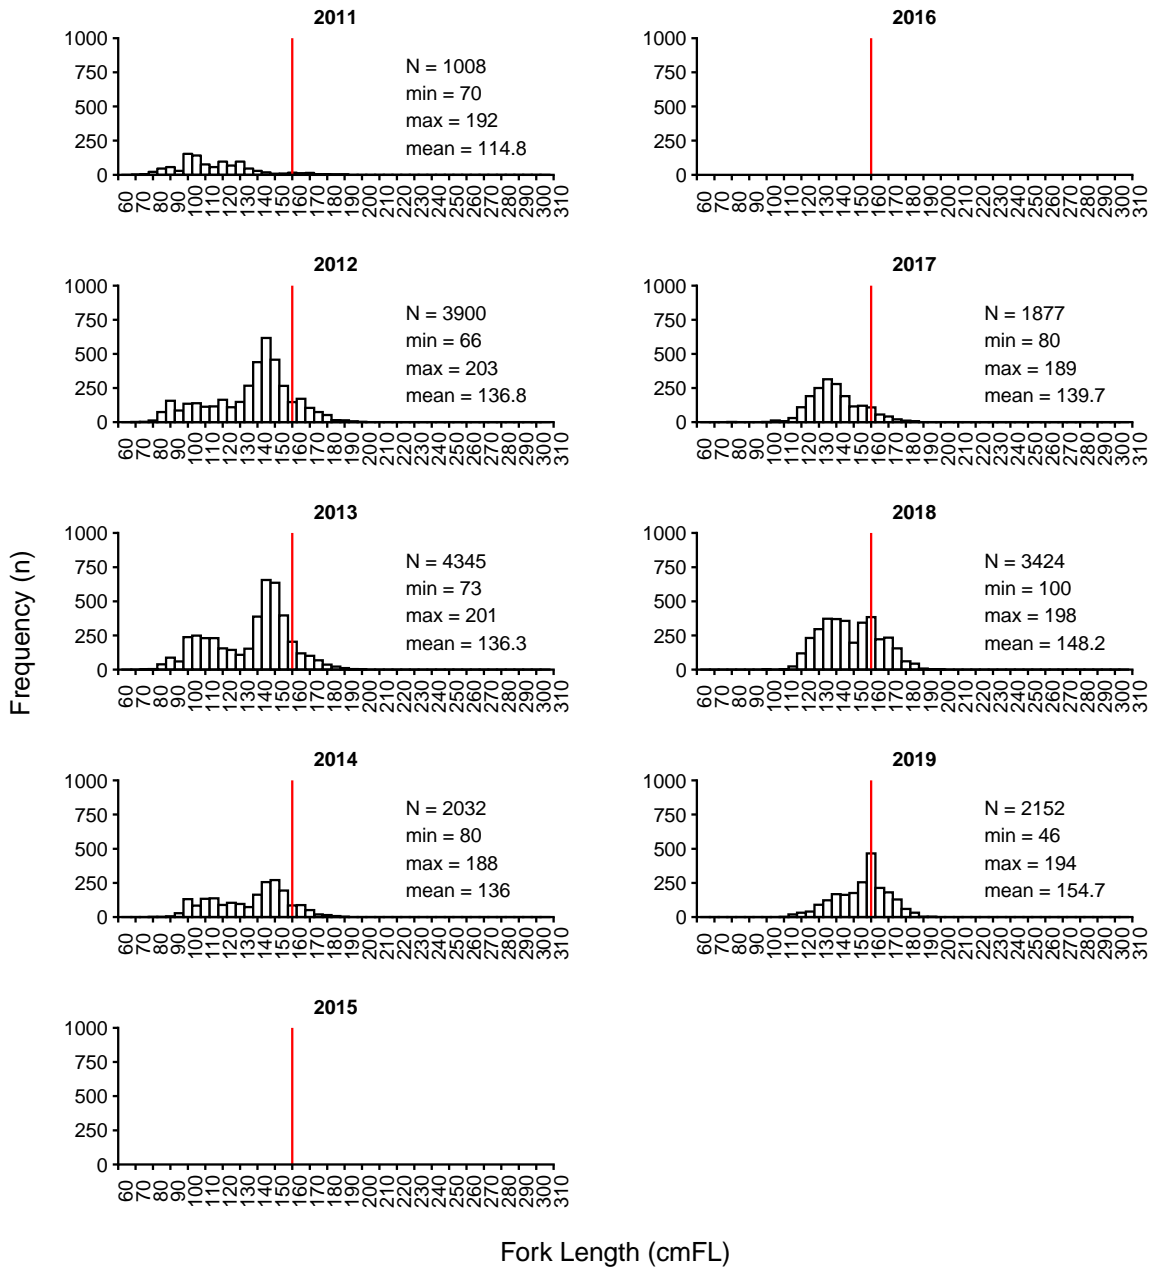 2011
1000
750
500
250
0
N = 1008
min = 70
max = 192
mean = 114.8
60 70 80 90 100 110 120 130 140 150 160 170 180 190 200 210 220 230 240 250 260 270 280 290 300 310
2016
1000
750
500
250
0
60 70 80 90 100 110 120 130 140 150 160 170 180 190 200 210 220 230 240 250 260 270 280 290 300 310
2012
1000
750
500
250
0
N = 3900
min = 66
max = 203
mean = 136.8
60 70 80 90 100 110 120 130 140 150 160 170 180 190 200 210 220 230 240 250 260 270 280 290 300 310
2017
1000
750
500
250
0
N = 1877
min = 80
max = 189
mean = 139.7
60 70 80 90 100 110 120 130 140 150 160 170 180 190 200 210 220 230 240 250 260 270 280 290 300 310
Frequency (n)
2013
1000
750
500
250
0
N = 4345
min = 73
max = 201
mean = 136.3
60 70 80 90 100 110 120 130 140 150 160 170 180 190 200 210 220 230 240 250 260 270 280 290 300 310
2018
1000
750
500
250
0
N = 3424
min = 100
max = 198
mean = 148.2
60 70 80 90 100 110 120 130 140 150 160 170 180 190 200 210 220 230 240 250 260 270 280 290 300 310
2014
1000
750
500
250
0
N = 2032
min = 80
max = 188
mean = 136
60 70 80 90 100 110 120 130 140 150 160 170 180 190 200 210 220 230 240 250 260 270 280 290 300 310
2019
1000
750
500
250
0
N = 2152
min = 46
max = 194
mean = 154.7
60 70 80 90 100 110 120 130 140 150 160 170 180 190 200 210 220 230 240 250 260 270 280 290 300 310
2015
1000
750
500
250
0
60 70 80 90 100 110 120 130 140 150 160 170 180 190 200 210 220 230 240 250 260 270 280 290 300 310
Fork Length (cmFL)